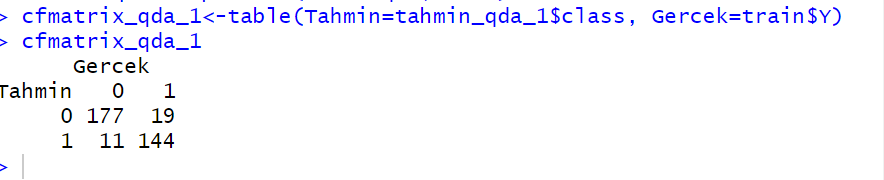 > cfmatrix_qda_1<-table(Tahmin=tahmin_qda_1$class, Gercek=train$Y)
> cfmatrix_qda_1
Gercek
Tahmin 0 1
0 177 19
1 11 144
>